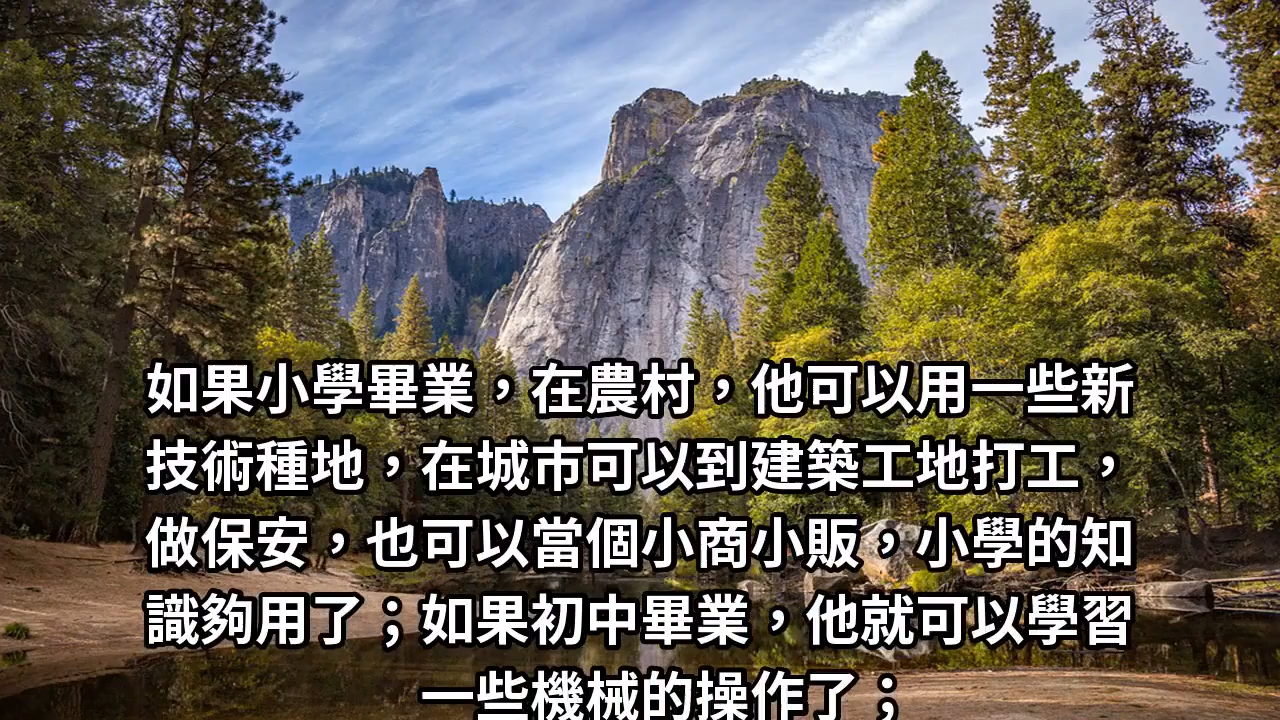 如果小學畢業，在農村，他可以用一些新
技術種地，在城市可以到建築工地打工，
做保安，也可以當個小商小販，小學的知
識夠用了；如果初中畢業，他就可以學習
一些機械的操作了；